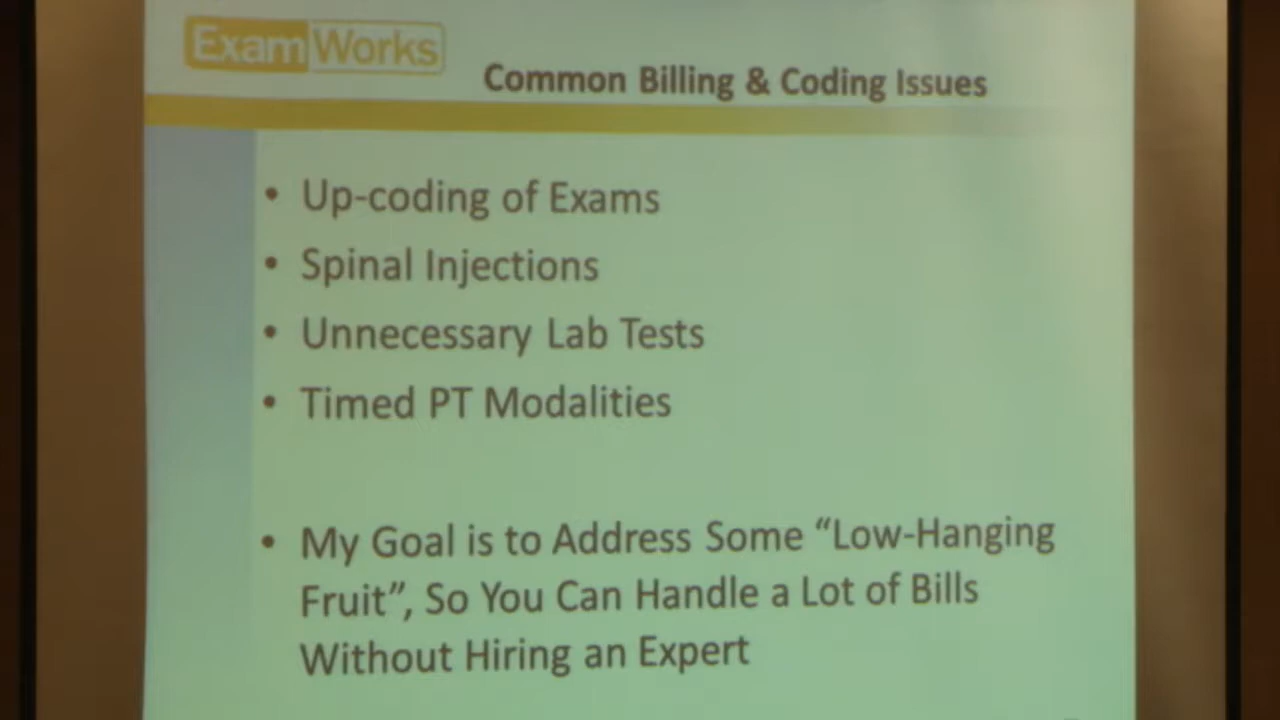 ExamWorks
Common Billing & Coding Issues
• Up-coding of Exams
• Spinal Injections
• Unnecessary Lab Tests
• Timed PT Modalities
• My Goal is to Address Some “Low-Hanging
Fruit”, So You Can Handle a Lot of Bills
Without Hiring an Expert